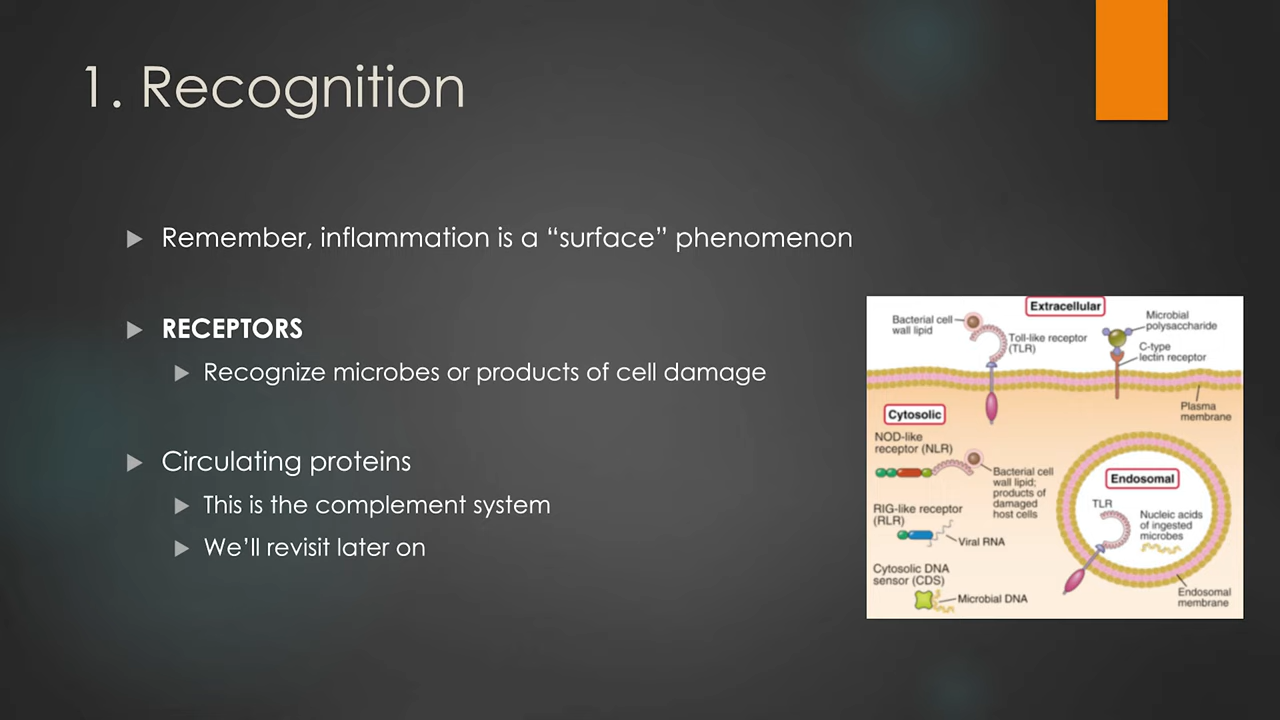 1. Recognition
Remember, inflammation is a “surface” phenomenon
RECEPTORS
Recognize microbes or products of cell damage
Circulating proteins
This is the complement system
We’ll revisit later on
Extracellular
Bacterial cell
wall lipid
Toll-like receptor
(TLR)
Microbial
polysaccharide
C-type
lectin receptor
Plasma
membrane
Cytosolic
NOD-like
receptor (NLR)
Bacterial cell
wall lipid;
products of
damaged
host cells
RIG-like receptor
(RLR)
Viral RNA
Cytosolic DNA
sensor (CDS)
Microbial DNA
Endosomal
TLR
Nucleic acids
of ingested
microbes
Endosomal
membrane